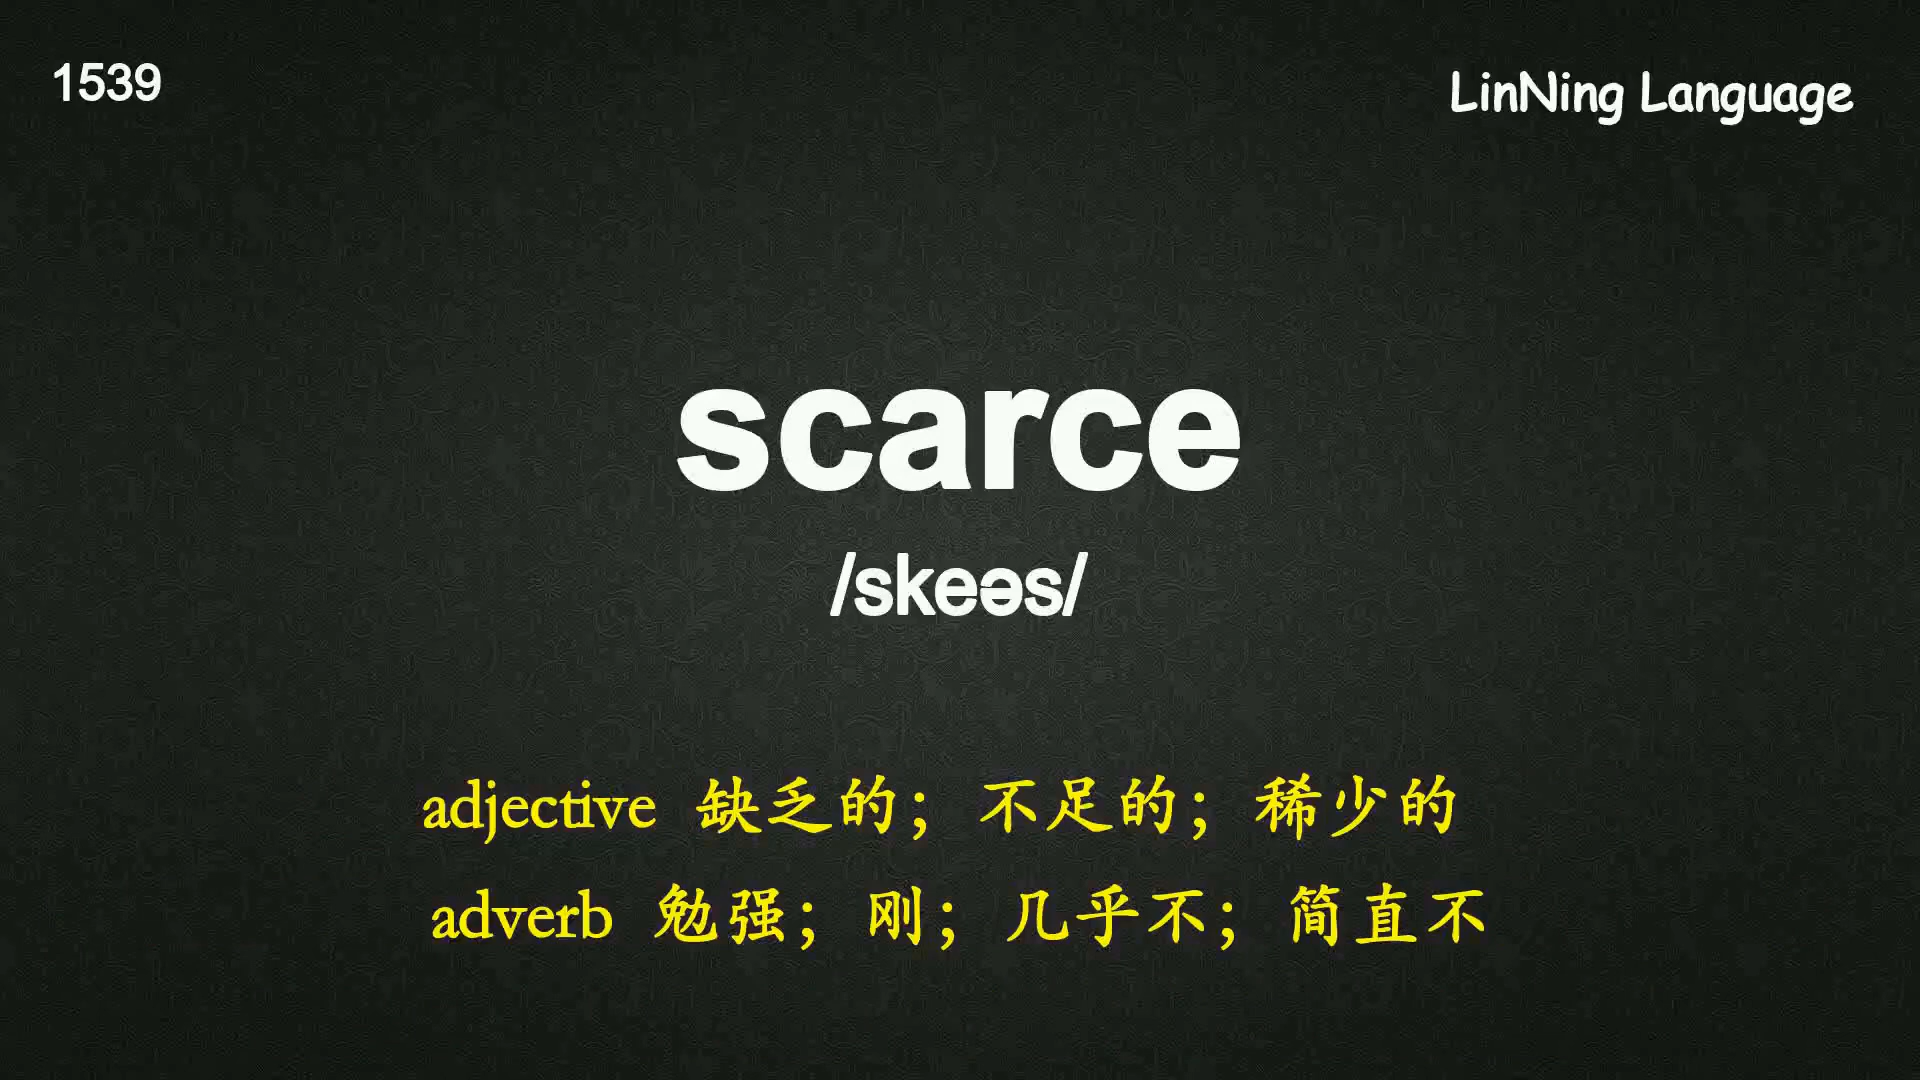 1539
LinNing Language
scarce
/skeəs/
adjective 缺乏的；不足的；稀少的
adverb 勉强；刚；几乎不；简直不